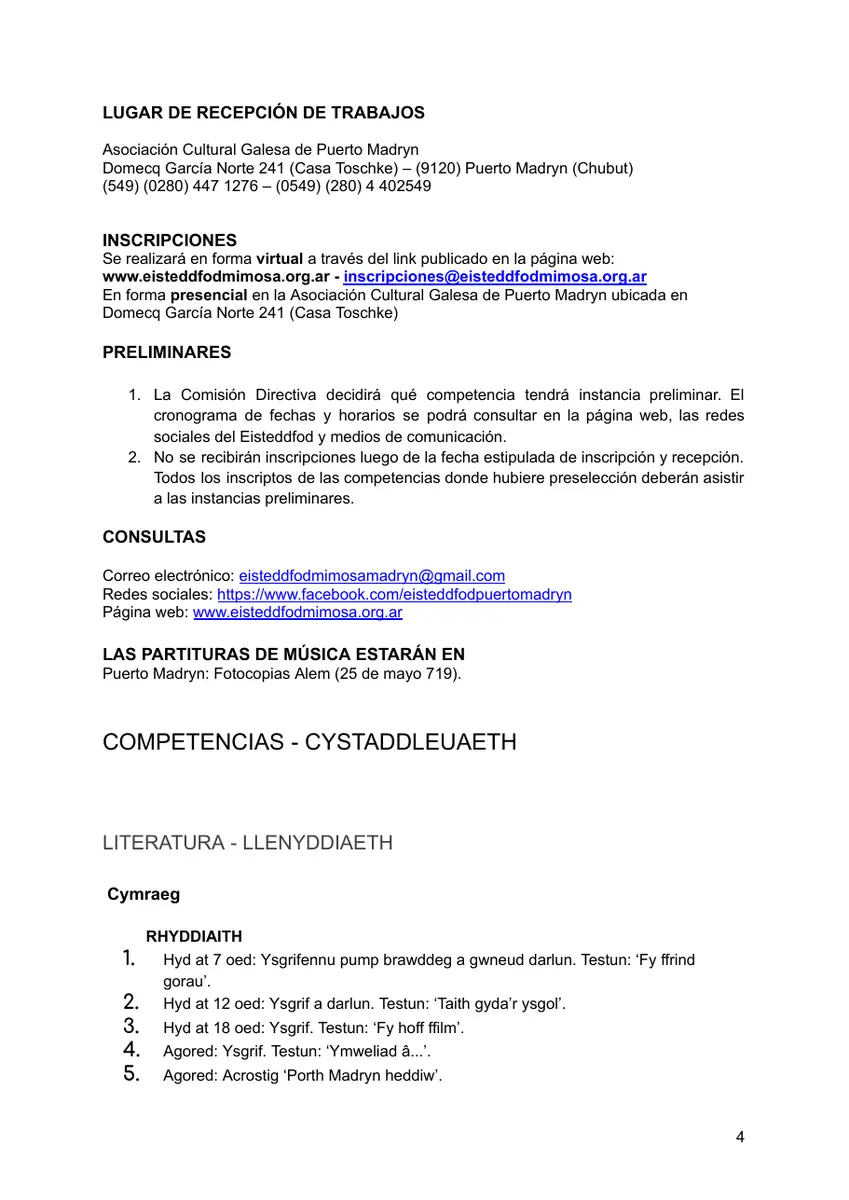 LUGAR DE RECEPCIÓN DE TRABAJOS
Asociación Cultural Galesa de Puerto Madryn
Domecq García Norte 241 (Casa Toschke) – (9120) Puerto Madryn (Chubut)
(549) (0280) 447 1276 – (0549) (280) 4 402549
INSCRIPCIONES
Se realizará en forma virtual a través del link publicado en la página web:
www.eisteddfodmimosa.org.ar - inscripciones@eisteddfodmimosa.org.ar
En forma presencial en la Asociación Cultural Galesa de Puerto Madryn ubicada en
Domecq García Norte 241 (Casa Toschke)
PRELIMINARES
1. La Comisión Directiva decidirá qué competencia tendrá instancia preliminar. El
cronograma de fechas y horarios se podrá consultar en la página web, las redes
sociales del Eisteddfod y medios de comunicación.
2. No se recibirán inscripciones luego de la fecha estipulada de inscripción y recepción.
Todos los inscriptos de las competencias donde hubiere preselección deberán asistir
a las instancias preliminares.
CONSULTAS
Correo electrónico: eisteddfodmimosamadryn@gmail.com
Redes sociales: https://www.facebook.com/eisteddfodpuertomadryn
Página web: www.eisteddfodmimosa.org.ar
LAS PARTITURAS DE MÚSICA ESTARÁN EN
Puerto Madryn: Fotocopias Alem (25 de mayo 719).
COMPETENCIAS - CYSTADDLEUAETH
LITERATURA - LLENYDDIAETH
Cymraeg
RHYDDIAITH
1. Hyd at 7 oed: Ysgrifennu pump brawddeg a gwneud darlun. Testun: ‘Fy ffrind
gorau’.
2. Hyd at 12 oed: Ysgrif a darlun. Testun: ‘Taith gyda’r ysgol’.
3. Hyd at 18 oed: Ysgrif. Testun: ‘Fy hoff ffilm’.
4. Agored: Ysgrif. Testun: ‘Ymweliad â...’.
5. Agored: Acrostig ‘Porth Madryn heddiw’.
4